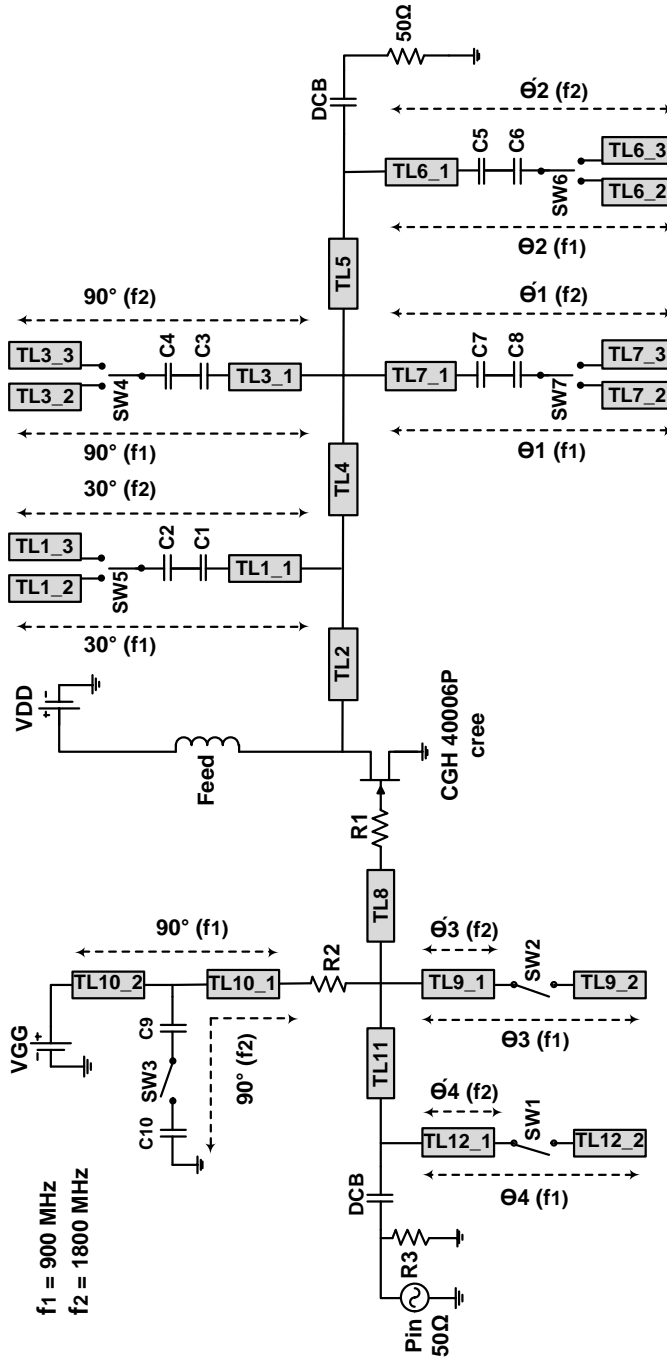 f1 = 900 MHz
f2 = 1800 MHz
Pin
50Ω
R3
DCB
TL12_1
SW1
TL12_2
Θ́4 (f2)
Θ4 (f1)
TL11
VGG
- +
TL10_2
TL10_1
90° (f1)
90° (f2)
C10
SW3
C9
R2
TL9_1
SW2
TL9_2
Θ́3 (f2)
Θ3 (f1)
TL8
R1
CGH 40006P
cree
Feed
VDD
+ -
TL2
TL1_2
TL1_3
SW5
C2
C1
TL1_1
30° (f1)
30° (f2)
TL4
TL3_2
TL3_3
SW4
C4
C3
TL3_1
90° (f1)
90° (f2)
TL7_1
C7
C8
SW7
TL7_2
TL7_3
Θ1 (f1)
Θ́1 (f2)
TL5
TL6_1
C5
C6
SW6
TL6_2
TL6_3
Θ2 (f1)
Θ́2 (f2)
DCB
50Ω